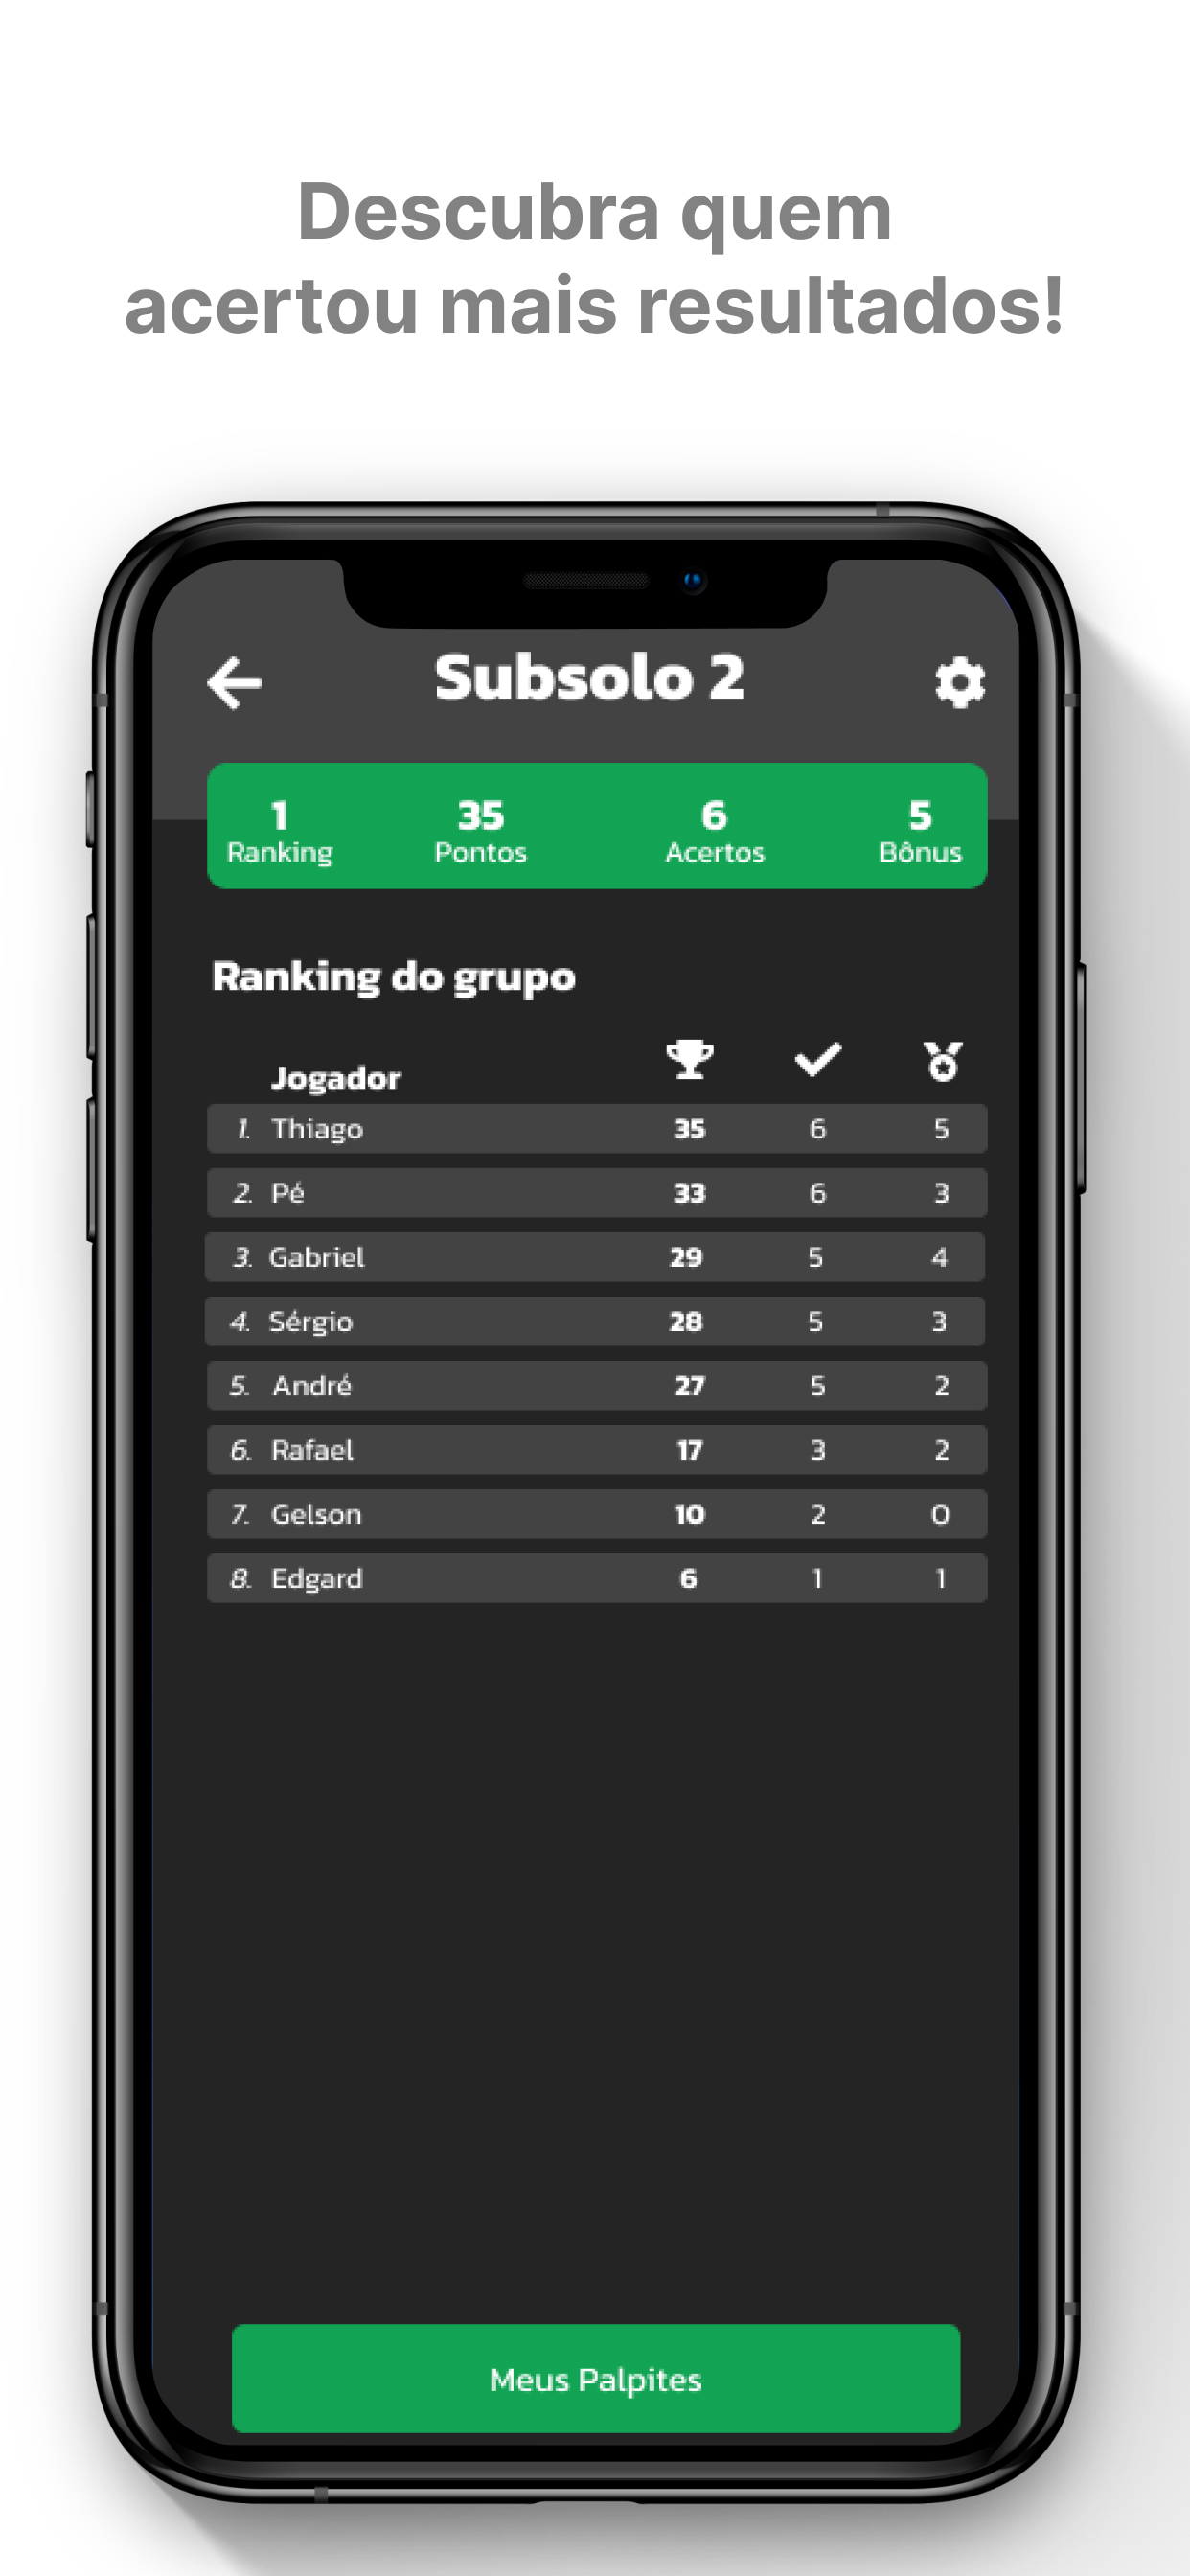 Descubra quem
acertou mais resultados!
Subsolo 2
1 35 6 5
Ranking Pontos Acertos Bônus
Ranking do grupo
Jogador
1. Thiago 35 6 5
2. Pé 33 6 3
3. Gabriel 29 5 4
4. Sérgio 28 5 3
5. André 27 5 2
6. Rafael 17 3 2
7. Gelson 10 2 0
8. Edgard 6 1 1
Meus Palpites